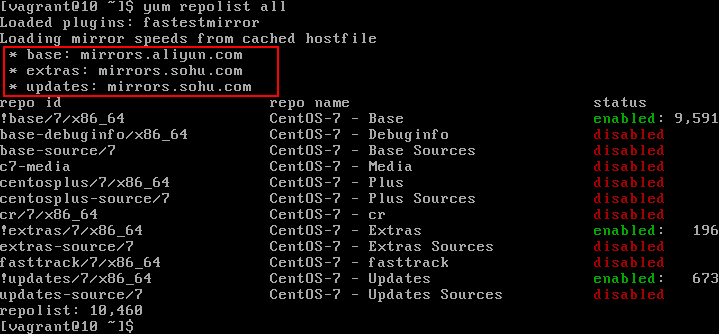 [vagrant@10 ~]$ yum repolist all
Loaded plugins: fastestmirror
Loading mirror speeds from cached hostfile
 * base: mirrors.aliyun.com
 * extras: mirrors.sohu.com
 * updates: mirrors.sohu.com
repo id                          repo name                               status
!base/7/x86_64                   CentOS-7 - Base                         enabled: 9,591
base-debuginfo/x86_64            CentOS-7 - Debuginfo                    disabled
base-source/7                    CentOS-7 - Base Sources                 disabled
c7-media                         CentOS-7 - Media                        disabled
centosplus/7/x86_64              CentOS-7 - Plus                         disabled
centosplus-source/7              CentOS-7 - Plus Sources                 disabled
cr/7/x86_64                      CentOS-7 - cr                           disabled
!extras/7/x86_64                 CentOS-7 - Extras                       enabled:   196
extras-source/7                  CentOS-7 - Extras Sources               disabled
fasttrack/7/x86_64               CentOS-7 - fasttrack                    disabled
!updates/7/x86_64                CentOS-7 - Updates                      enabled:   673
updates-source/7                 CentOS-7 - Updates Sources              disabled
repolist: 10,460
[vagrant@10 ~]$